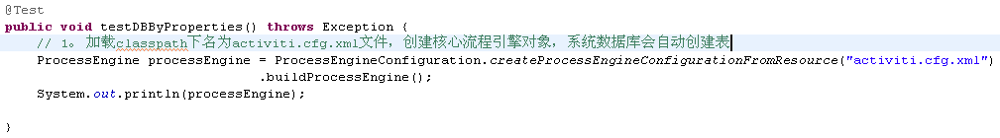 @Test
public void testDBByProperties() throws Exception {
// 1。加载classpath下名为activiti.cfg.xml文件，创建核心流程引擎对象，系统数据库会自动创建表
ProcessEngine processEngine = ProcessEngineConfiguration.createProcessEngineConfigurationFromResource("activiti.cfg.xml")
.buildProcessEngine();
System.out.println(processEngine);
}